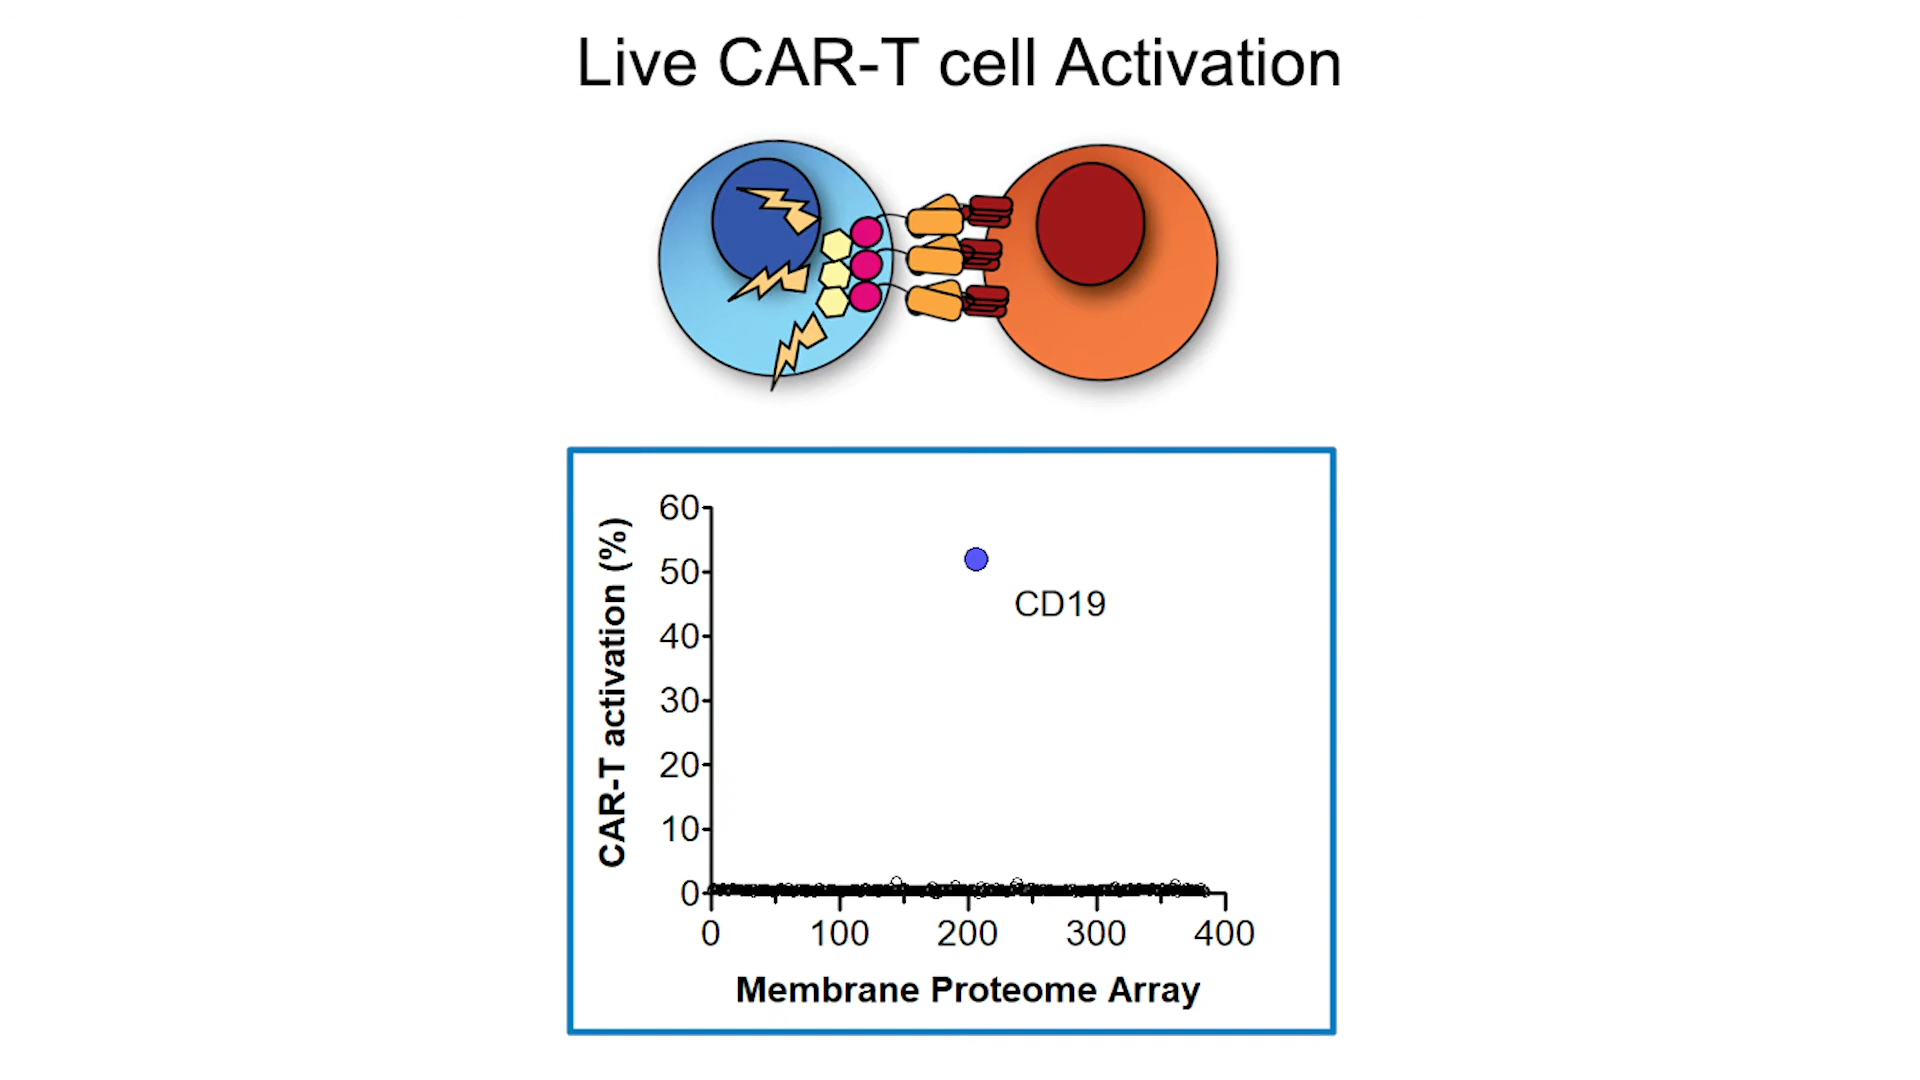 Live CAR-T cell Activation
CAR-T activation (%)
60
50
40
30
20
10
0
CD19
0 100 200 300 400
Membrane Proteome Array